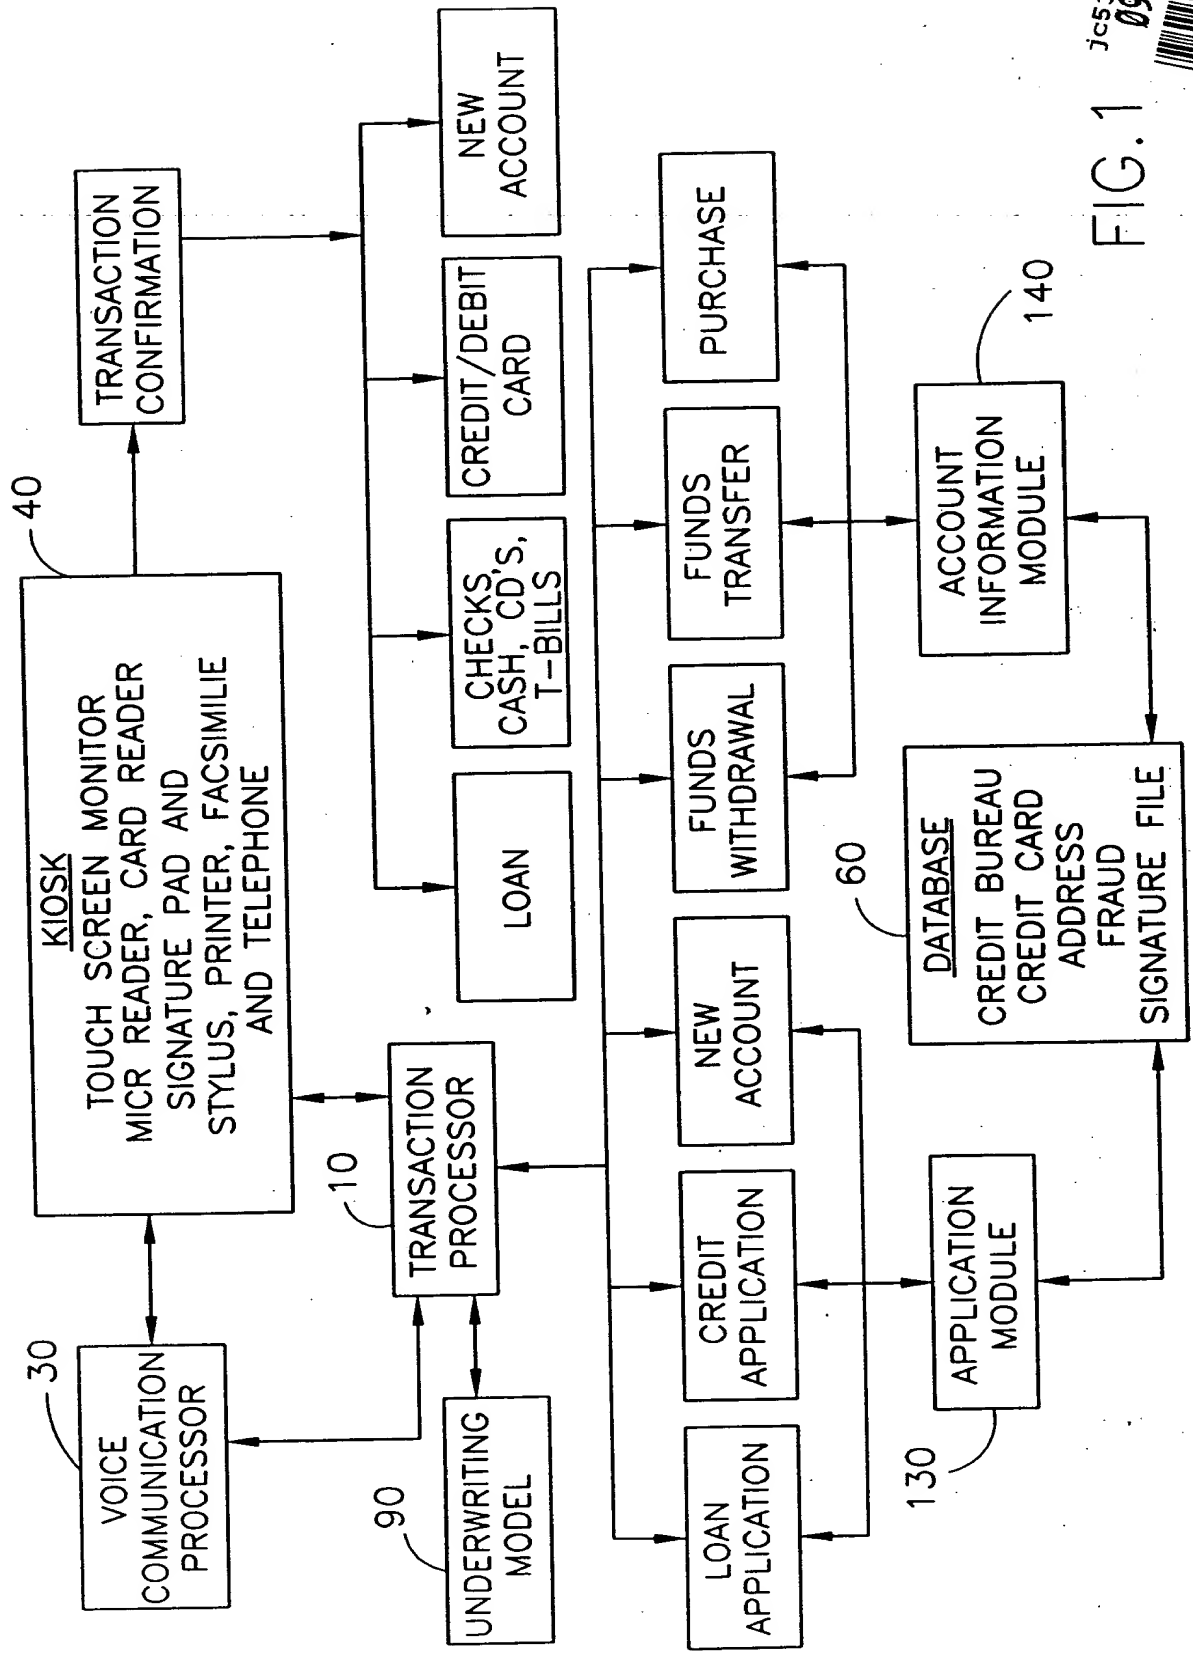 40
KIOSK
TOUCH SCREEN MONITOR
MICR READER, CARD READER
SIGNATURE PAD AND
STYLUS, PRINTER, FACSIMILIE
AND TELEPHONE
30
VOICE
COMMUNICATION
PROCESSOR
TRANSACTION
CONFIRMATION
10
TRANSACTION
PROCESSOR
90
UNDERWRITING
MODEL
LOAN
CHECKS,
CASH, CD'S,
T-BILLS
CREDIT/DEBIT
CARD
NEW
ACCOUNT
LOAN
APPLICATION
CREDIT
APPLICATION
NEW
ACCOUNT
FUNDS
WITHDRAWAL
FUNDS
TRANSFER
PURCHASE
130
APPLICATION
MODULE
60
DATABASE
CREDIT BUREAU
CREDIT CARD
ADDRESS
FRAUD
SIGNATURE FILE
ACCOUNT
INFORMATION
MODULE
140
FIG. 1